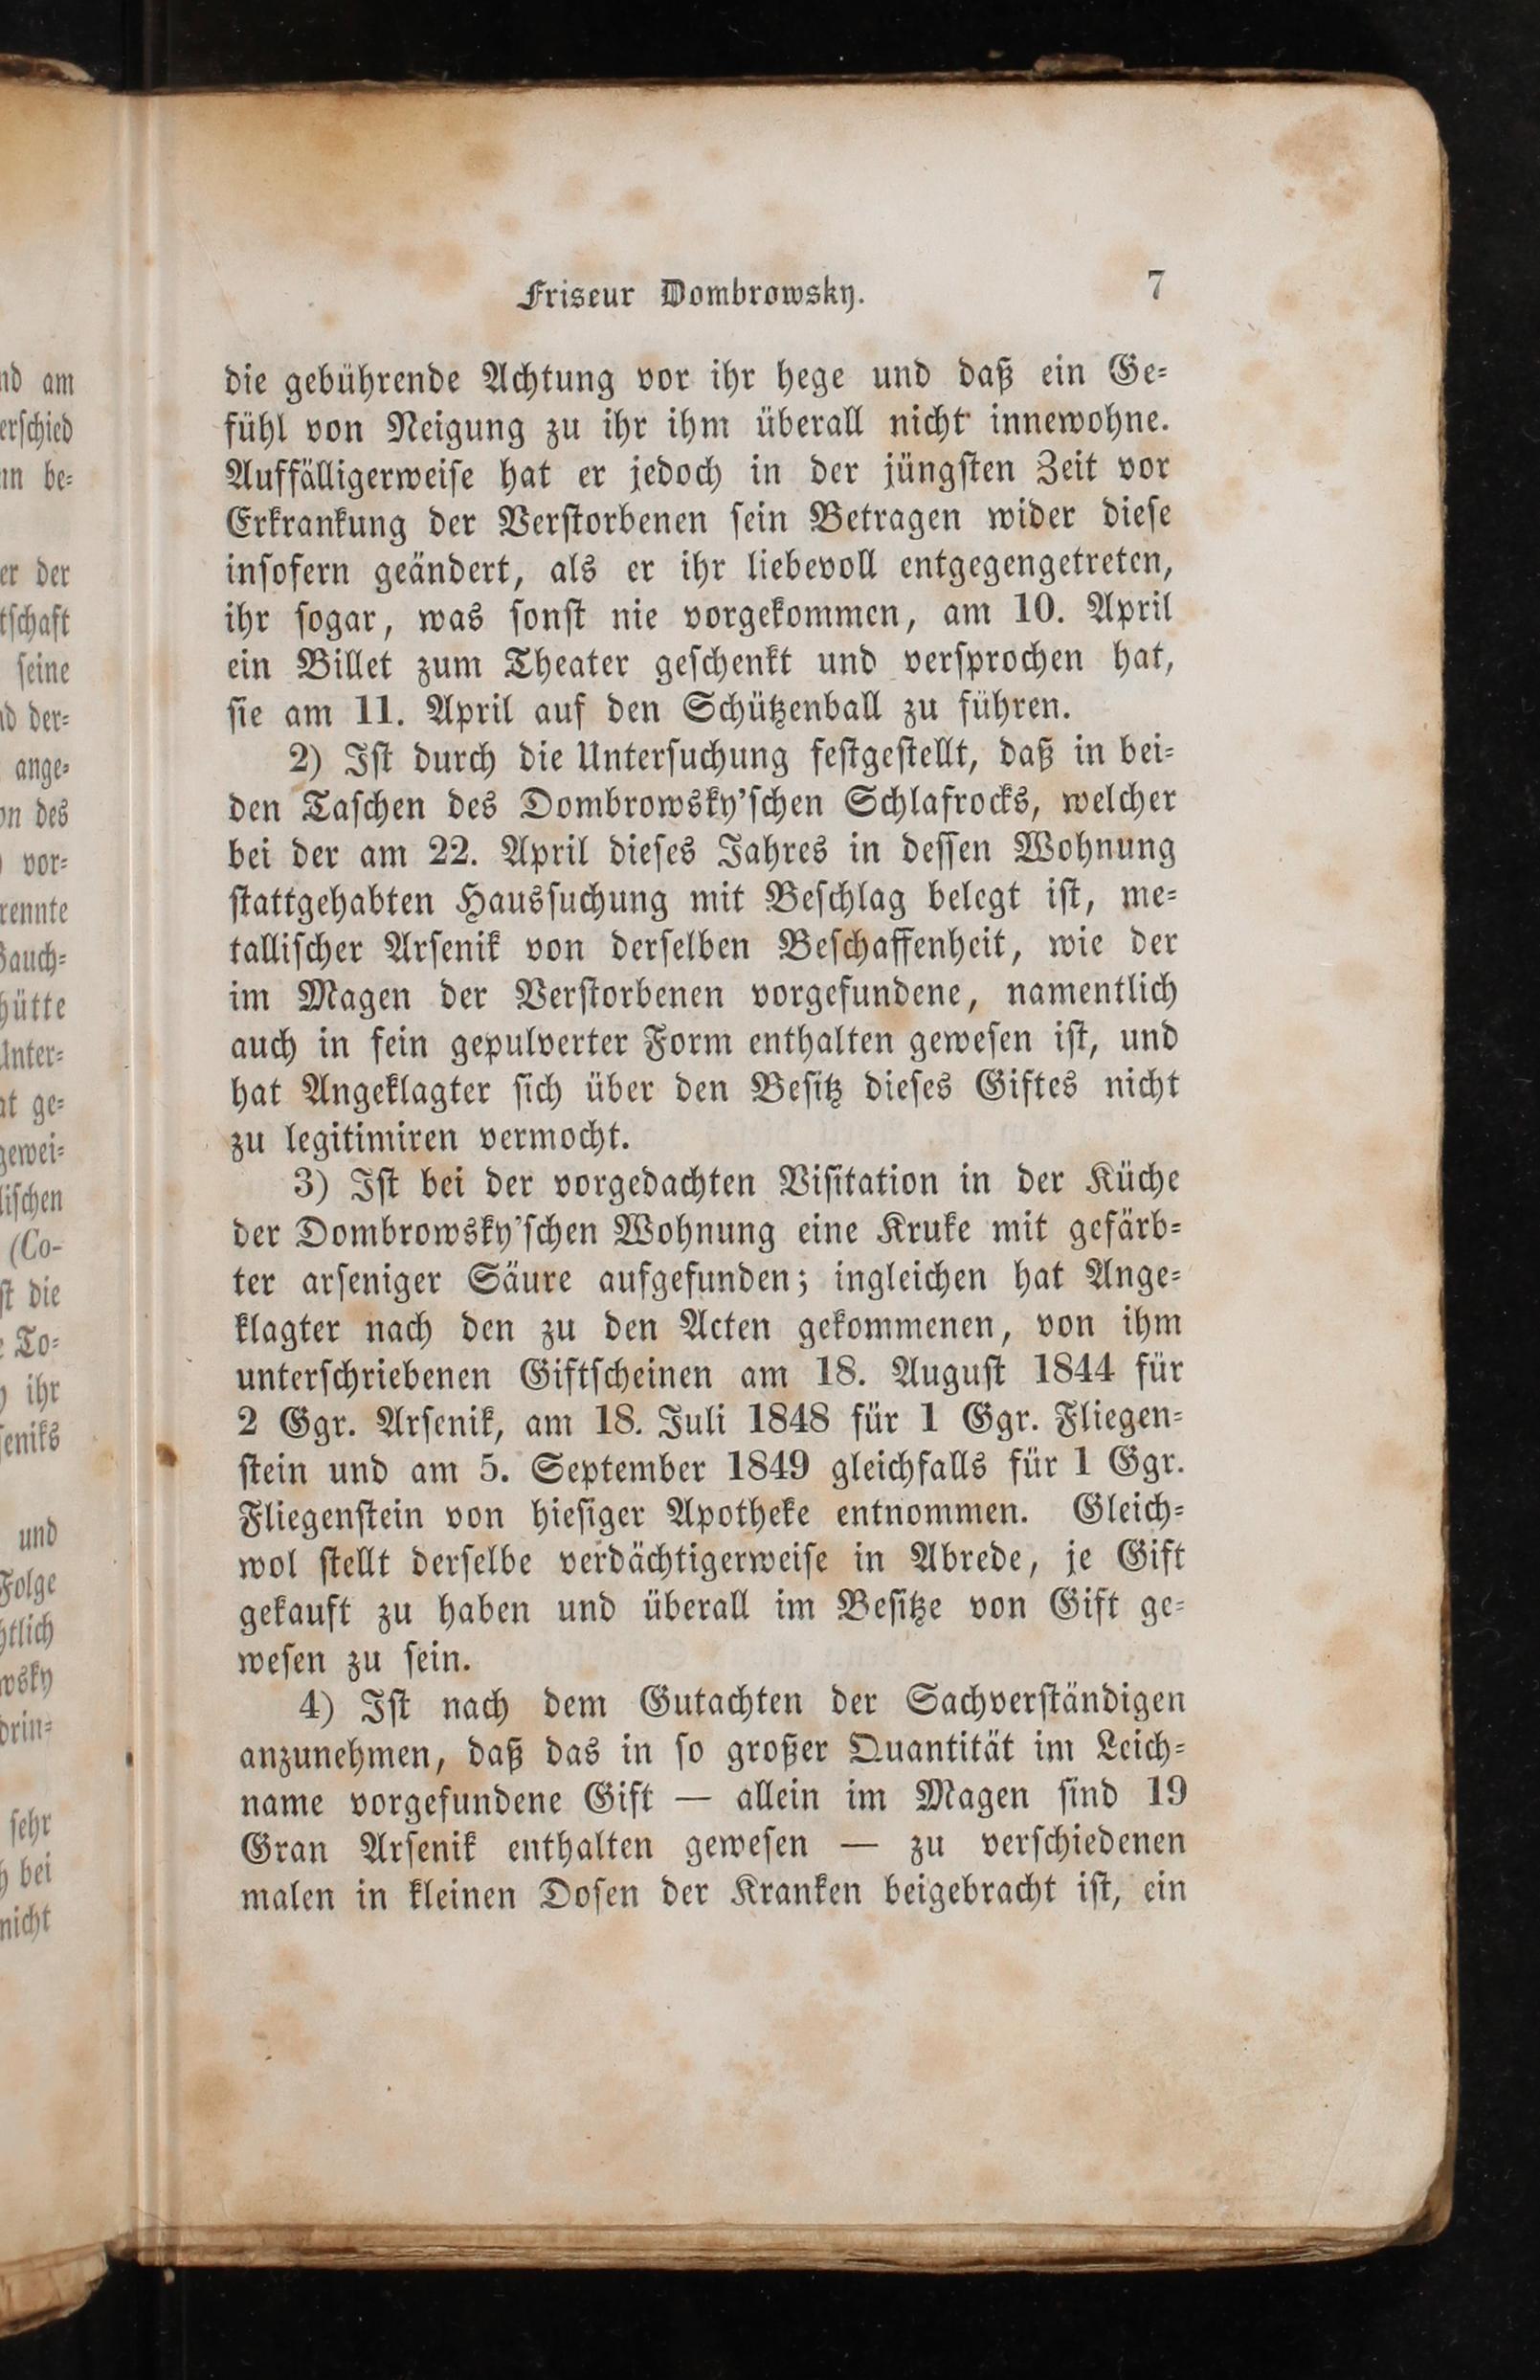 Friseur Dombrowsky. 7
die gebührende Achtung vor ihr hege und daß ein Ge-
fühl von Neigung zu ihr ihm überall nicht innewohne.
Auffälligerweise hat er jedoch in der jüngsten Zeit vor
Erkrankung der Verstorbenen sein Betragen wider diese
insofern geändert, als er ihr liebevoll entgegengetreten,
ihr sogar, was sonst nie vorgekommen, am 10. April
ein Billet zum Theater geschenkt und versprochen hat,
sie am 11. April auf den Schützenball zu führen.
2) Ist durch die Untersuchung festgestellt, daß in bei-
den Taschen des Dombrowsky'schen Schlafrocks, welcher
bei der am 22. April dieses Jahres in dessen Wohnung
stattgehabten Haussuchung mit Beschlag belegt ist, me-
tallischer Arsenik von derselben Beschaffenheit, wie der
im Magen der Verstorbenen vorgefundene, namentlich
auch in fein gepulverter Form enthalten gewesen ist, und
hat Angeklagter sich über den Besitz dieses Giftes nicht
zu legitimiren vermocht.
3) Ist bei der vorgedachten Visitation in der Küche
der Dombrowsky'schen Wohnung eine Kruke mit gefärb-
ter arseniger Säure aufgefunden; ingleichen hat Ange-
klagter nach den zu den Acten gekommenen, von ihm
unterschriebenen Giftscheinen am 18. August 1844 für
2 Ggr. Arsenik, am 18. Juli 1848 für 1 Ggr. Fliegen-
stein und am 5. September 1849 gleichfalls für 1 Ggr.
Fliegenstein von hiesiger Apotheke entnommen. Gleich-
wol stellt derselbe verdächtigerweise in Abrede, je Gift
gekauft zu haben und überall im Besitze von Gift ge-
wesen zu sein.
4) Ist nach dem Gutachten der Sachverständigen
anzunehmen, daß das in so großer Quantität im Leich-
name vorgefundene Gift — allein im Magen sind 19
Gran Arsenik enthalten gewesen — zu verschiedenen
malen in kleinen Dosen der Kranken beigebracht ist, ein